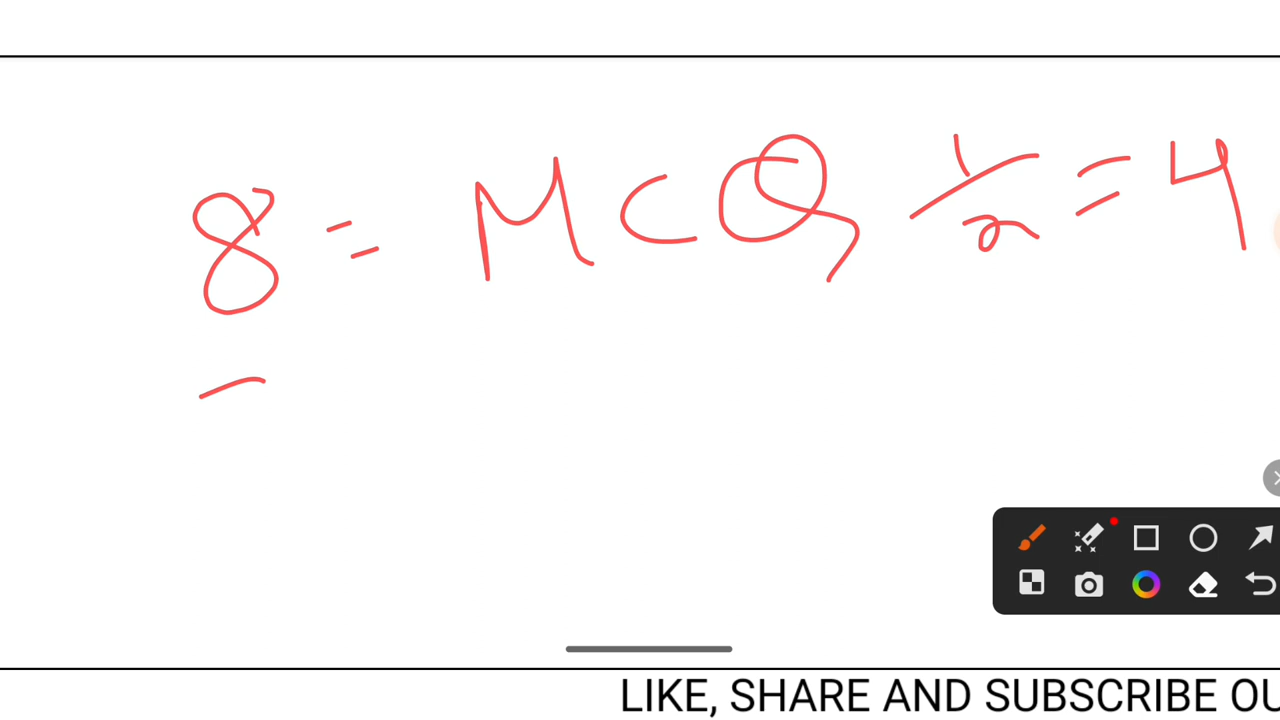 8 = MCQ 1/2 = 4
LIKE, SHARE AND SUBSCRIBE OU